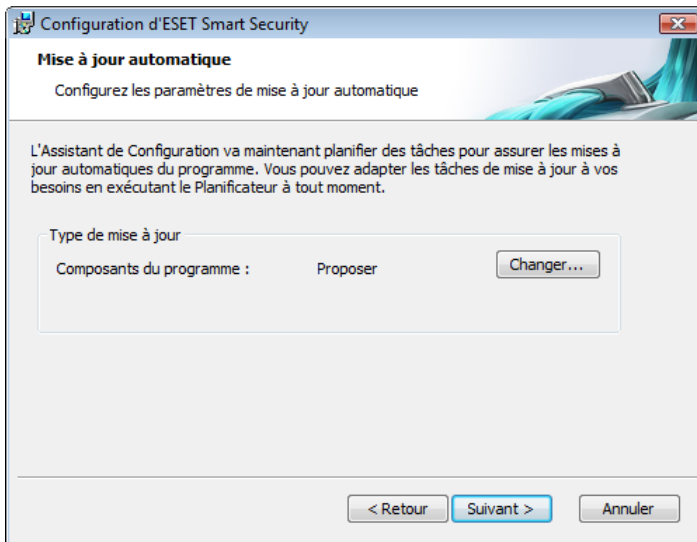 Configuration d'ESET Smart Security
Mise à jour automatique
Configurez les paramètres de mise à jour automatique
L'Assistant de Configuration va maintenant planifier des tâches pour assurer les mises à
jour automatiques du programme. Vous pouvez adapter les tâches de mise à jour à vos
besoins en exécutant le Planificateur à tout moment.
Type de mise à jour
Composants du programme : Proposer Changer...
< Retour Suivant > Annuler